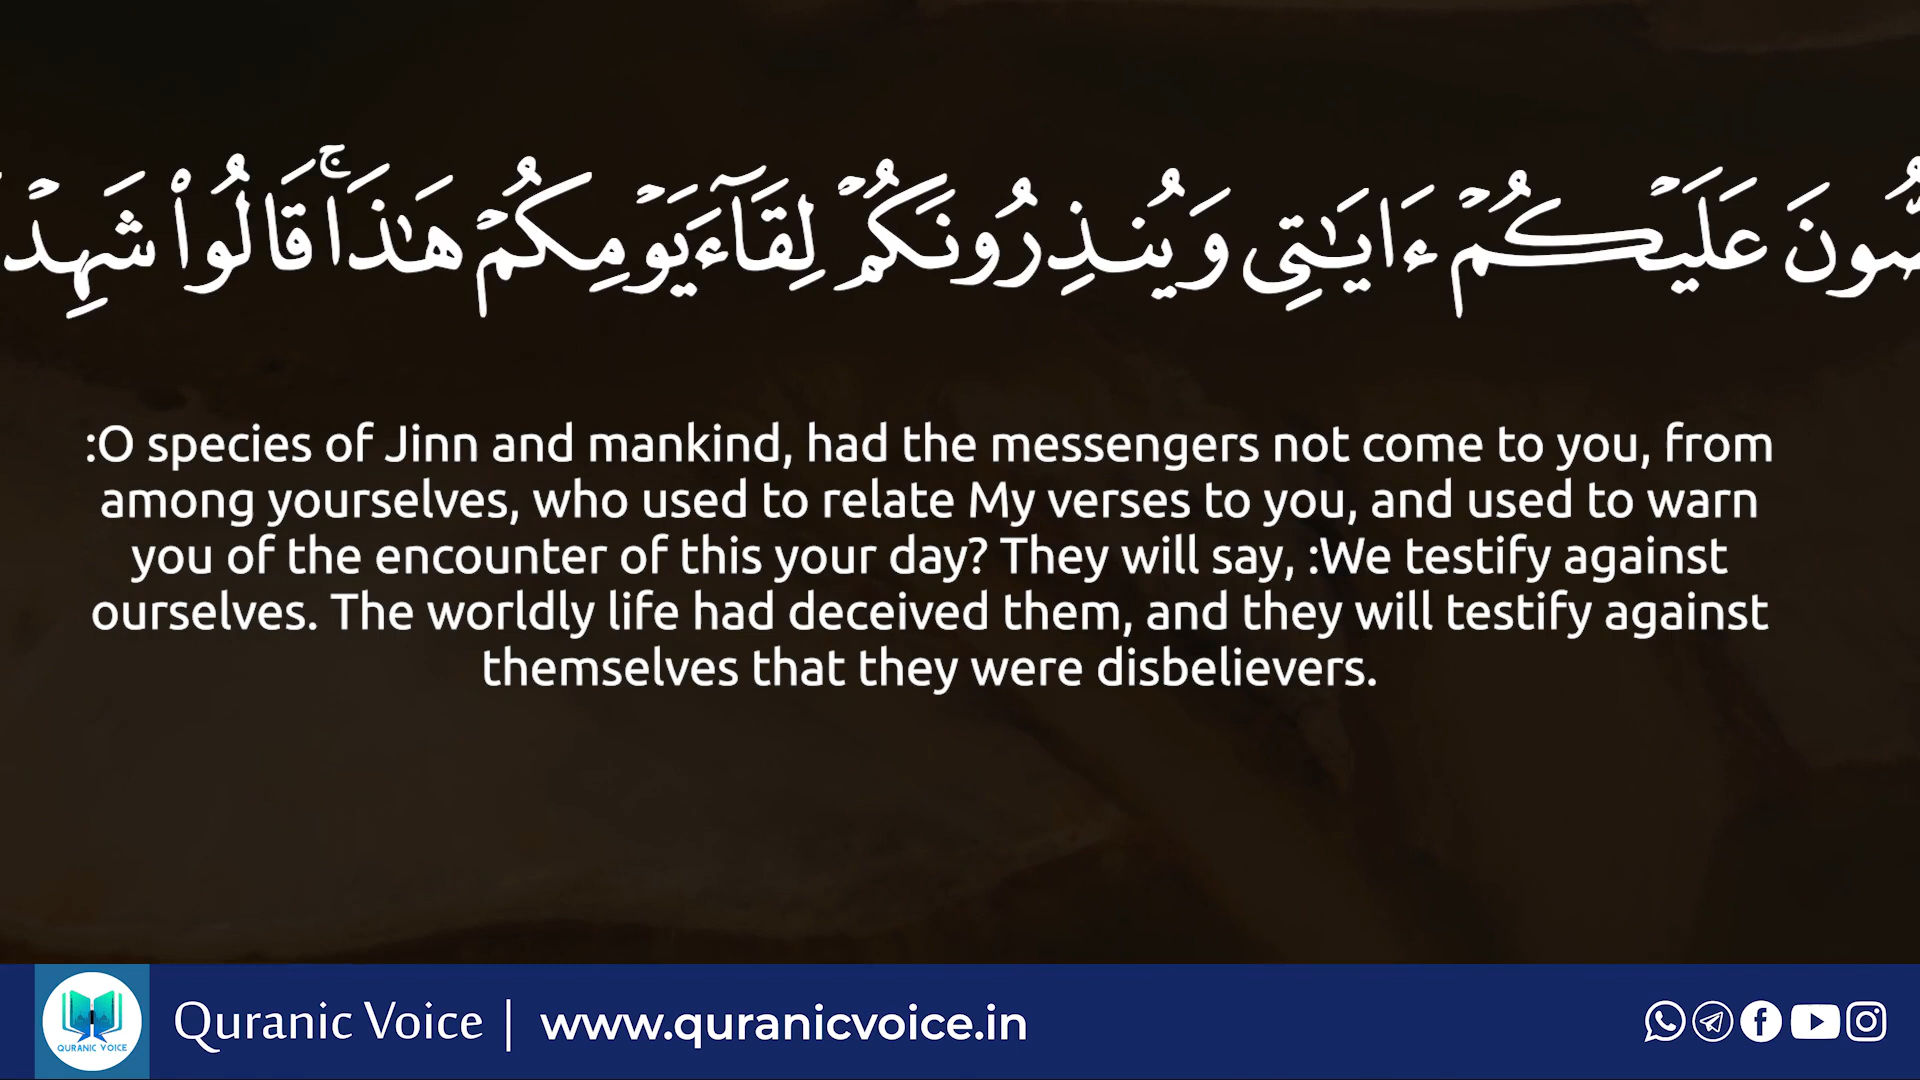 ـصُّونَ عَلَيْكُمْ ءَايَـٰتِى وَيُنذِرُونَكُمْ لِقَآءَ يَوْمِكُمْ هَـٰذَا ۚ قَالُوا۟ شَهِدْ
:O species of Jinn and mankind, had the messengers not come to you, from
among yourselves, who used to relate My verses to you, and used to warn
you of the encounter of this your day? They will say, :We testify against
ourselves. The worldly life had deceived them, and they will testify against
themselves that they were disbelievers.
QURANIC VOICE
Quranic Voice | www.quranicvoice.in